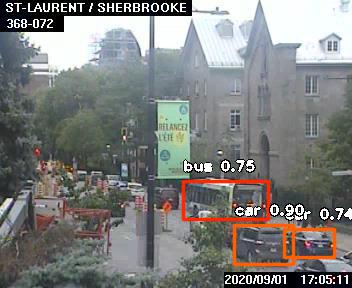 ST-LAURENT / SHERBROOKE
368-072
RELANCEZ
L'ÉTÉ
bus 0.75
car 0.90
car 0.74
2020/09/01 17:05:11